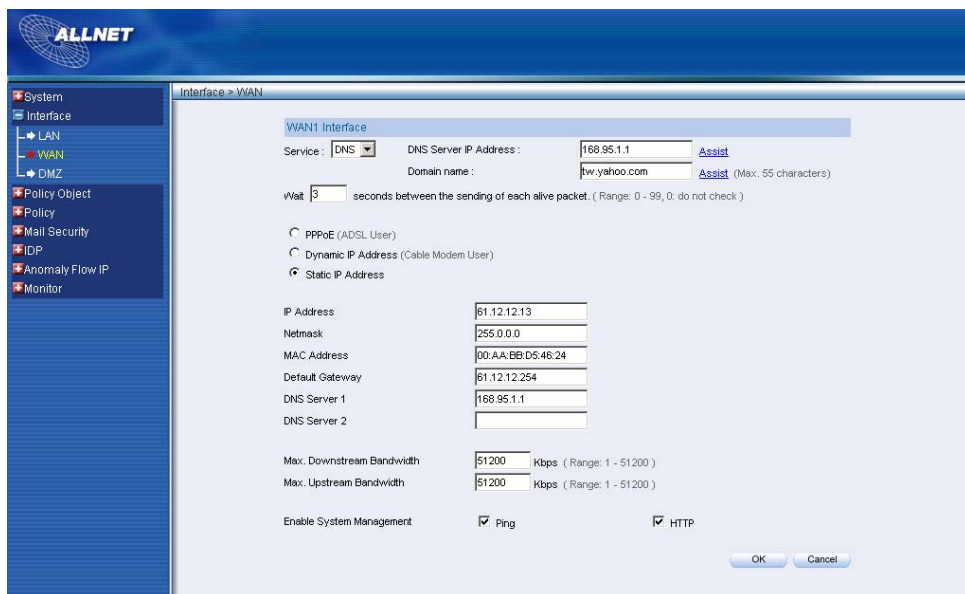 ALLNET
System
Interface
LAN
WAN
DMZ
Policy Object
Policy
Mail Security
IDP
Anomaly Flow IP
Monitor
Interface > WAN
WAN1 Interface
Service : DNS DNS Server IP Address : 168.95.1.1 Assist
Domain name : tw.yahoo.com Assist (Max. 55 characters)
Wait 3 seconds between the sending of each alive packet. ( Range: 0 - 99, 0: do not check )
PPPoE (ADSL User)
Dynamic IP Address (Cable Modem User)
Static IP Address
IP Address 61.12.12.13
Netmask 255.0.0.0
MAC Address 00:AA:BB:D5:46:24
Default Gateway 61.12.12.254
DNS Server 1 168.95.1.1
DNS Server 2
Max. Downstream Bandwidth 51200 Kbps ( Range: 1 - 51200 )
Max. Upstream Bandwidth 51200 Kbps ( Range: 1 - 51200 )
Enable System Management Ping HTTP
OK Cancel